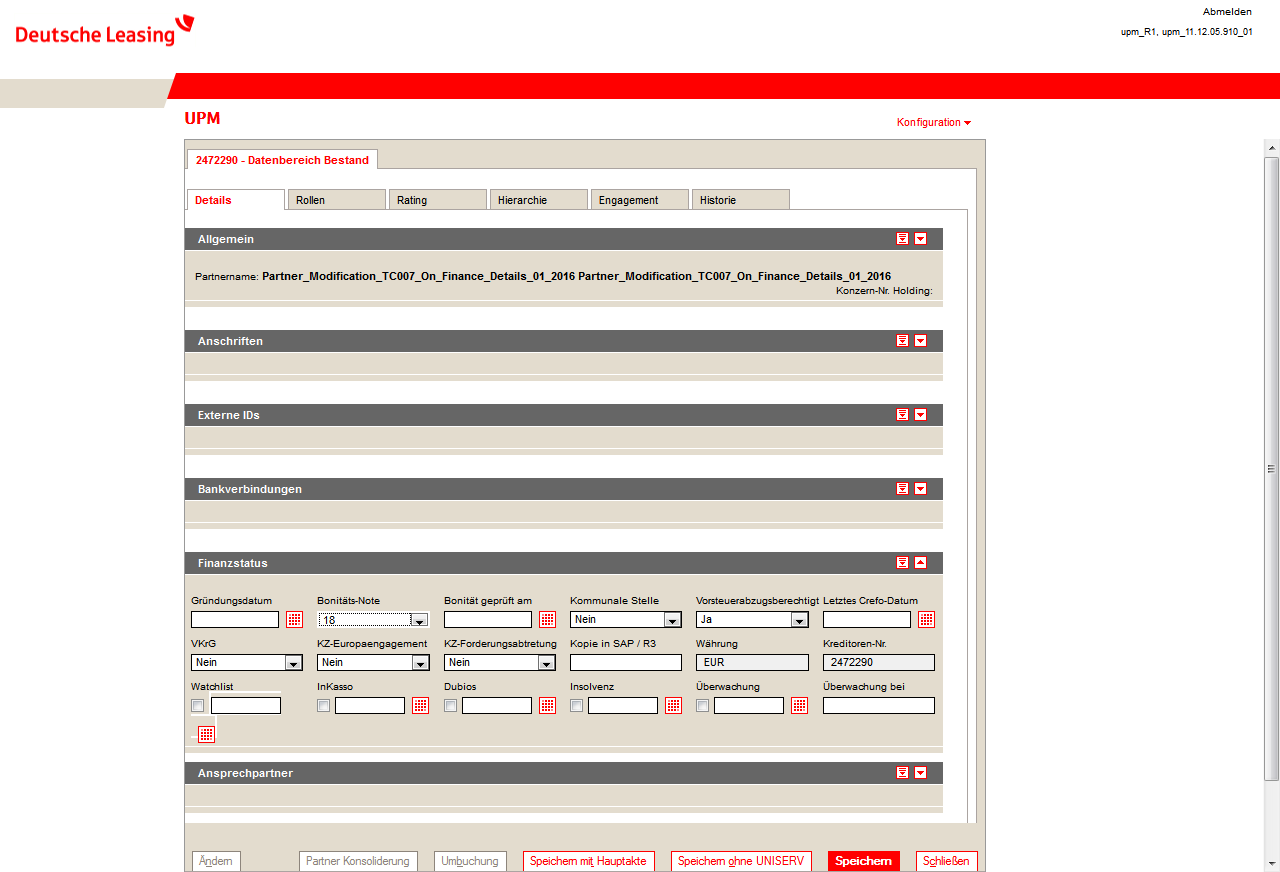 Abmelden
Deutsche Leasing
upm_R1, upm_11.12.05.910_01
UPM
Konfiguration
2472290 - Datenbereich Bestand
Details Rollen Rating Hierarchie Engagement Historie
Allgemein
Partnername: Partner_Modification_TC007_On_Finance_Details_01_2016 Partner_Modification_TC007_On_Finance_Details_01_2016
Konzern-Nr. Holding:
Anschriften
Externe IDs
Bankverbindungen
Finanzstatus
Gründungsdatum Bonitäts-Note Bonität geprüft am Kommunale Stelle Vorsteuerabzugsberechtigt Letztes Crefo-Datum
18 Nein Ja
VKrG KZ-Europaengagement KZ-Forderungsabtretung Kopie in SAP / R3 Währung Kreditoren-Nr.
Nein Nein Nein EUR 2472290
Watchlist InKasso Dubios Insolvenz Überwachung Überwachung bei
Ansprechpartner
Ändern Partner Konsolidierung Umbuchung Speichern mit Hauptakte Speichern ohne UNISERV Speichern Schließen